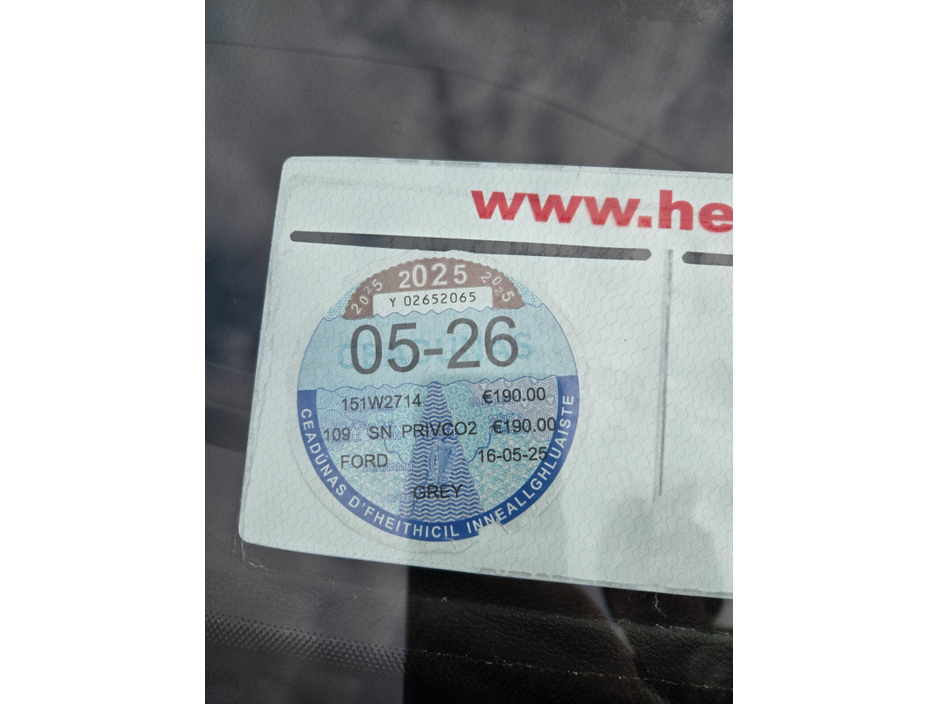 www.he
2025 2025 2025
Y 02652065
05-26
151W2714 €190.00
109 SN PRIVCO2 €190.00
FORD 16-05-25
GREY
CEADÚNAS D'FHEITHICIL INNEALLGHLUAISTE